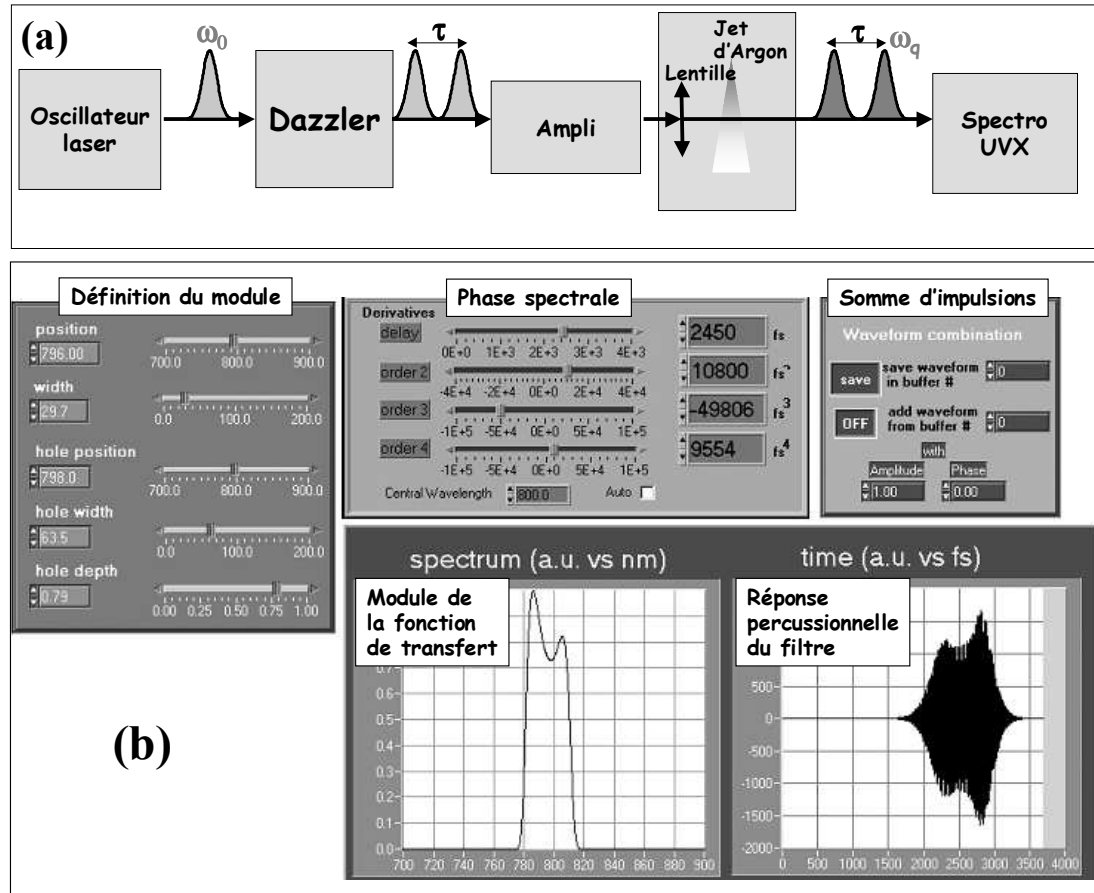 (a)
ω0
τ
Oscillateur
laser
Dazzler
Ampli
Lentille
Jet
d'Argon
τ
ωq
Spectro
UVX
(b)
Définition du module
position
796.00
700.0 800.0 900.0
width
29.7
0.0 100.0 200.0
hole position
798.0
700.0 800.0 900.0
hole width
63.5
0.0 100.0 200.0
hole depth
0.79
0.00 0.25 0.50 0.75 1.00
Phase spectrale
Derivatives
delay
0E+0 1E+3 2E+3 3E+3 4E+3
2450 fs
order 2
-4E+4 -2E+4 0E+0 2E+4 4E+4
10800 fs
order 3
-1E+5 -5E+4 0E+0 5E+4 1E+5
-49806 fs3
order 4
-1E+5 -5E+4 0E+0 5E+4 1E+5
9554 fs4
Central Wavelength 800.0 Auto
Somme d'impulsions
Waveform combination
save
save waveform
in buffer # 0
OFF
add waveform
from buffer # 0
with
Amplitude Phase
1.00 0.00
spectrum (a.u. vs nm)
Module de
la fonction
de transfert
0.7
0.6
0.5
0.4
0.3
0.2
0.1
0.0
700 720 740 760 780 800 820 840 860 880 900
time (a.u. vs fs)
Réponse
percussionnelle
du filtre
500
0
-500
-1000
-1500
-2000
0 500 1000 1500 2000 2500 3000 3500 4000